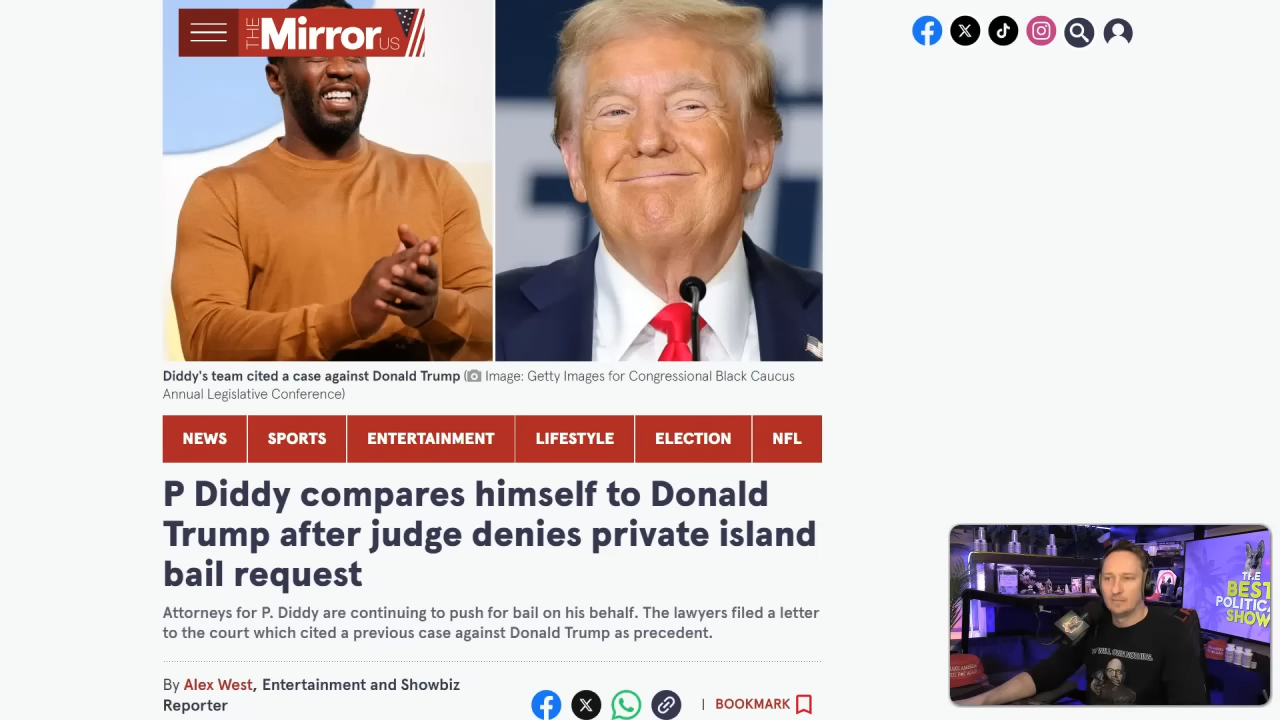 THE Mirror US
Diddy's team cited a case against Donald Trump ( Image: Getty Images for Congressional Black Caucus
Annual Legislative Conference)
NEWS
SPORTS
ENTERTAINMENT
LIFESTYLE
ELECTION
NFL
P Diddy compares himself to Donald
Trump after judge denies private island
bail request
Attorneys for P. Diddy are continuing to push for bail on his behalf. The lawyers filed a letter
to the court which cited a previous case against Donald Trump as precedent.
By Alex West, Entertainment and Showbiz
Reporter
| BOOKMARK
THE
BEST
POLITIC
SHOW